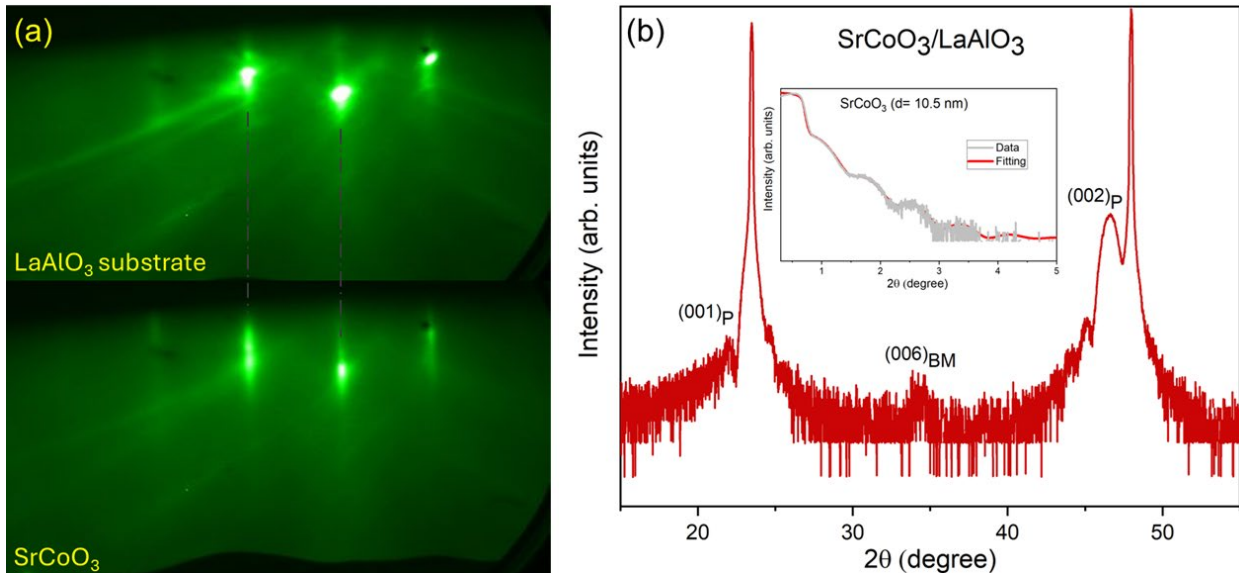 (a)
LaAlO₃ substrate
SrCoO₃
(b)
SrCoO₃/LaAlO₃
SrCoO₃ (d= 10.5 nm)
Data
Fitting
Intensity (arb. units)
1 2 3 4 5
2θ (degree)
(001)P
(006)BM
(002)P
Intensity (arb. units)
20 30 40 50
2θ (degree)